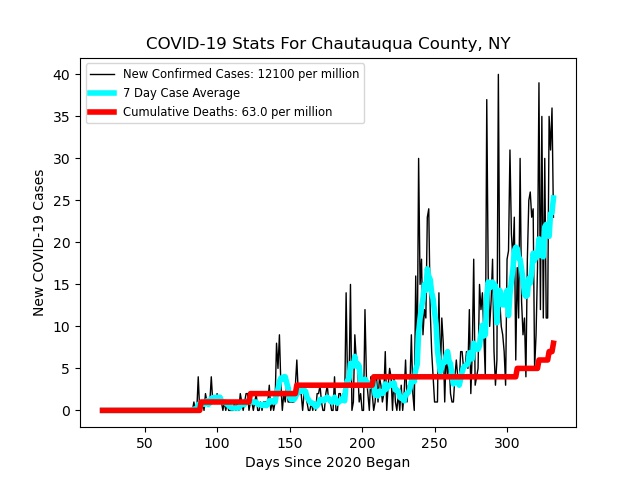 COVID-19 Stats For Chautauqua County, NY
New Confirmed Cases: 12100 per million
7 Day Case Average
Cumulative Deaths: 63.0 per million
New COVID-19 Cases
40
35
30
25
20
15
10
5
0
50 100 150 200 250 300
Days Since 2020 Began